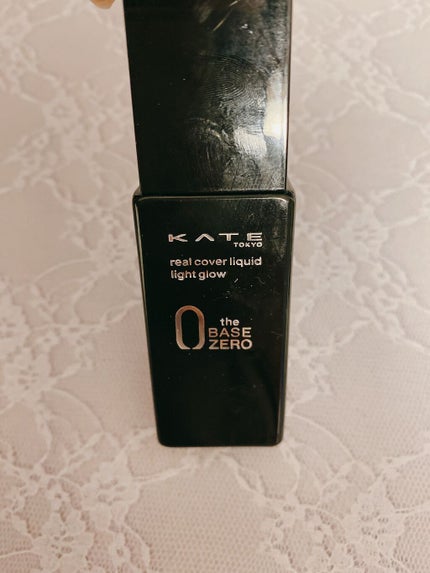 KATE
TOKYO
real cover liquid
light glow
0 the
BASE
ZERO